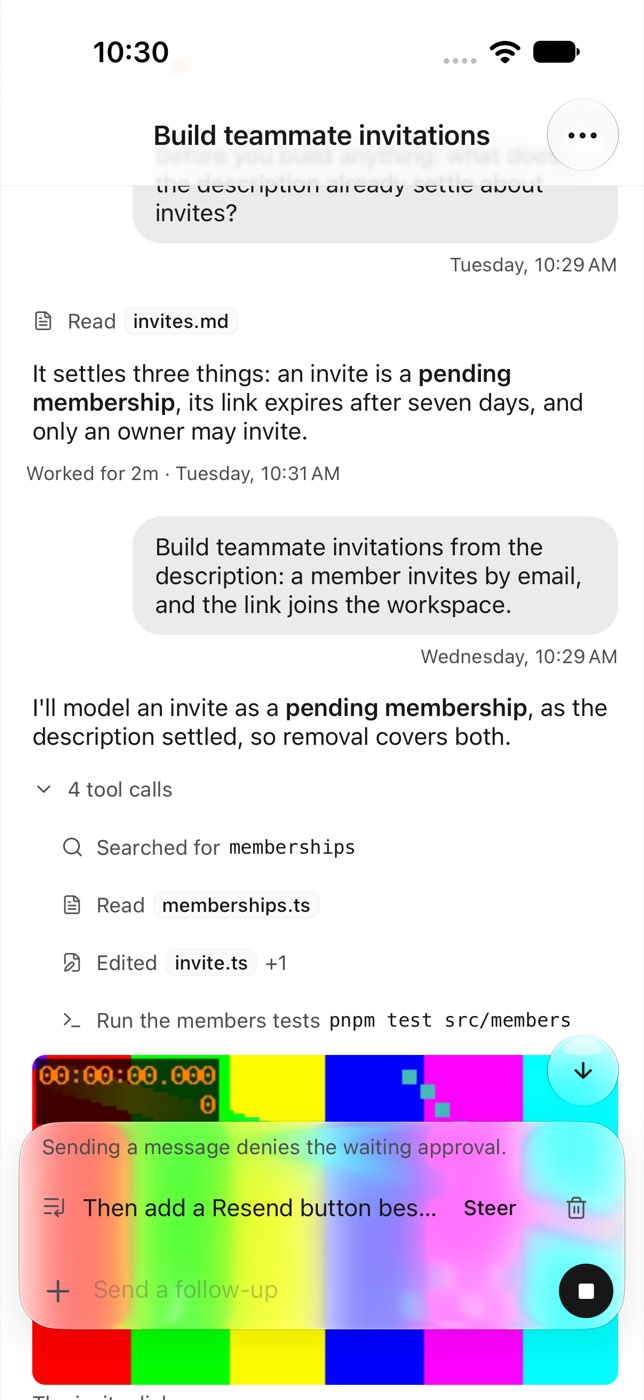 10:30
Build teammate invitations
Before you build anything: what does
the description already settle about
invites?
Tuesday, 10:29 AM
Read invites.md
It settles three things: an invite is a pending
membership, its link expires after seven days, and
only an owner may invite.
Worked for 2m · Tuesday, 10:31 AM
Build teammate invitations from the
description: a member invites by email,
and the link joins the workspace.
Wednesday, 10:29 AM
I'll model an invite as a pending membership, as the
description settled, so removal covers both.
4 tool calls
Searched for memberships
Read memberships.ts
Edited invite.ts +1
Run the members tests pnpm test src/members
00:00:00.000
0
Sending a message denies the waiting approval.
Then add a Resend button bes... Steer
Send a follow-up